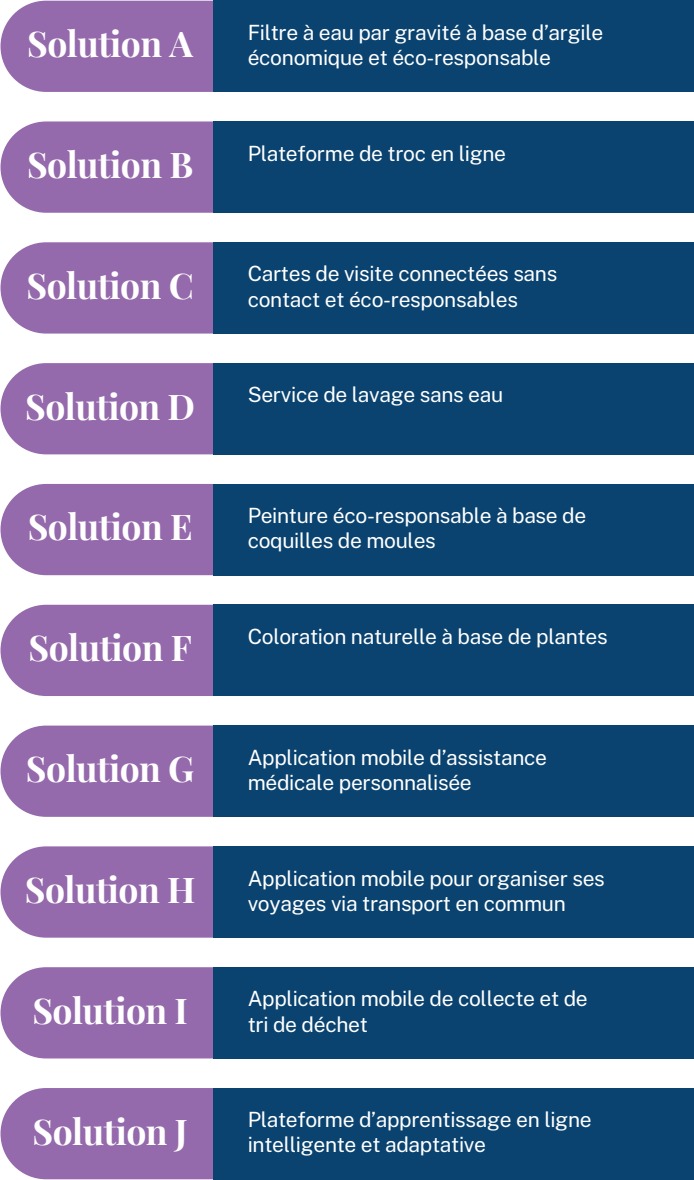 Solution A
Filtre à eau par gravité à base d’argile
économique et éco-responsable
Solution B
Plateforme de troc en ligne
Solution C
Cartes de visite connectées sans
contact et éco-responsables
Solution D
Service de lavage sans eau
Solution E
Peinture éco-responsable à base de
coquilles de moules
Solution F
Coloration naturelle à base de plantes
Solution G
Application mobile d’assistance
médicale personnalisée
Solution H
Application mobile pour organiser ses
voyages via transport en commun
Solution I
Application mobile de collecte et de
tri de déchet
Solution J
Plateforme d’apprentissage en ligne
intelligente et adaptative